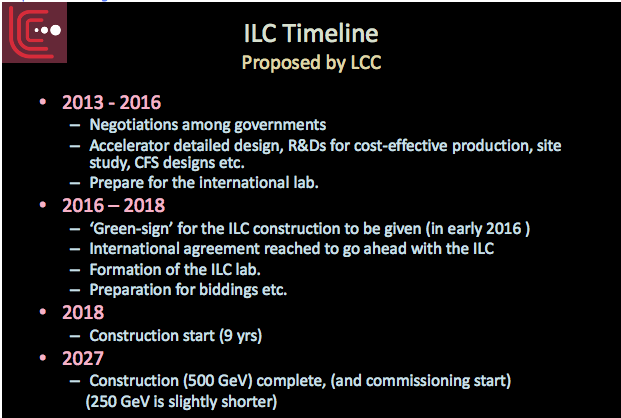 ILC Timeline
Proposed by LCC
• 2013 - 2016
– Negotiations among governments
– Accelerator detailed design, R&Ds for cost-effective production, site
study, CFS designs etc.
– Prepare for the international lab.
• 2016 – 2018
– ‘Green-sign’ for the ILC construction to be given (in early 2016 )
– International agreement reached to go ahead with the ILC
– Formation of the ILC lab.
– Preparation for biddings etc.
• 2018
– Construction start (9 yrs)
• 2027
– Construction (500 GeV) complete, (and commissioning start)
(250 GeV is slightly shorter)